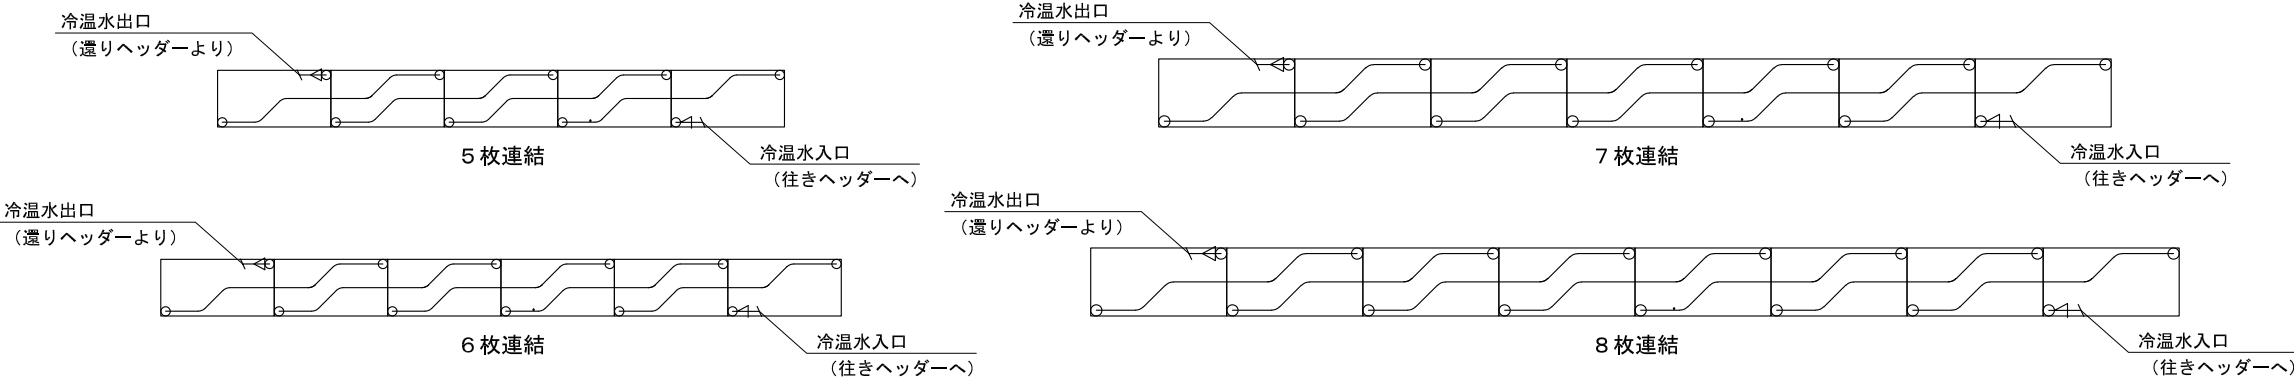 冷温水出口
（還りヘッダーより）
冷温水入口
（往きヘッダーへ）
５枚連結
冷温水出口
（還りヘッダーより）
冷温水入口
（往きヘッダーへ）
７枚連結
冷温水出口
（還りヘッダーより）
冷温水入口
（往きヘッダーへ）
６枚連結
冷温水出口
（還りヘッダーより）
冷温水入口
（往きヘッダーへ）
８枚連結